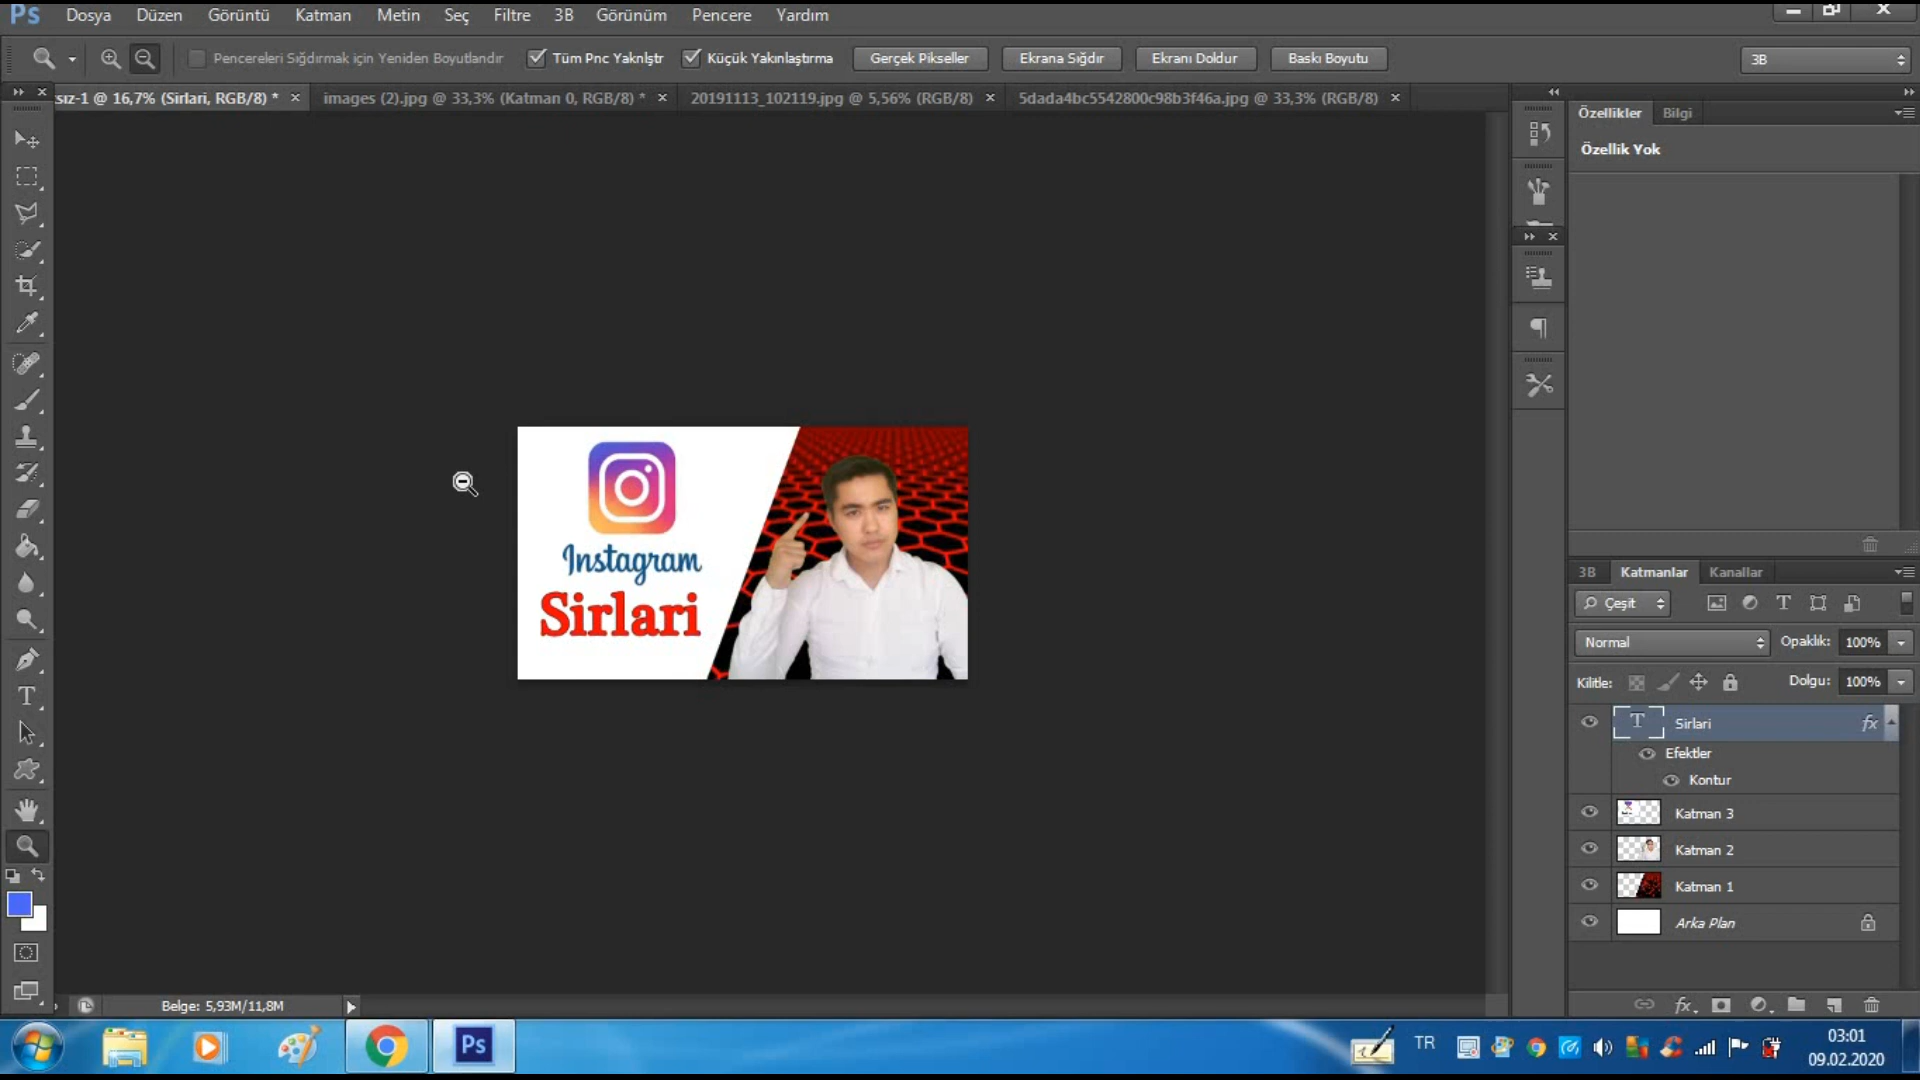 Ps Dosya Düzen Görüntü Katman Metin Seç Filtre 3B Görünüm Pencere Yardım
Pencereleri Sığdırmak için Yeniden Boyutlandır Tüm Pnc Yaknlştr Küçük Yakınlaştırma Gerçek Pikseller Ekrana Sığdır Ekranı Doldur Baskı Boyutu 3B
sız-1 @ 16,7% (Sirlari, RGB/8) * × images (2).jpg @ 33,3% (Katman 0, RGB/8) * × 20191113_102119.jpg @ 5,56% (RGB/8) × 5dada4bc5542800c98b3f46a.jpg @ 33,3% (RGB/8) ×
Özellikler Bilgi
Özellik Yok
Instagram
Sirlari
3B Katmanlar Kanallar
Çeşit
Normal Opaklık: 100%
Kilitle: Dolgu: 100%
T Sirlari fx
Efektler
Kontur
Katman 3
Katman 2
Katman 1
Arka Plan
Belge: 5,93M/11,8M
fx
Ps
TR
03:01
09.02.2020